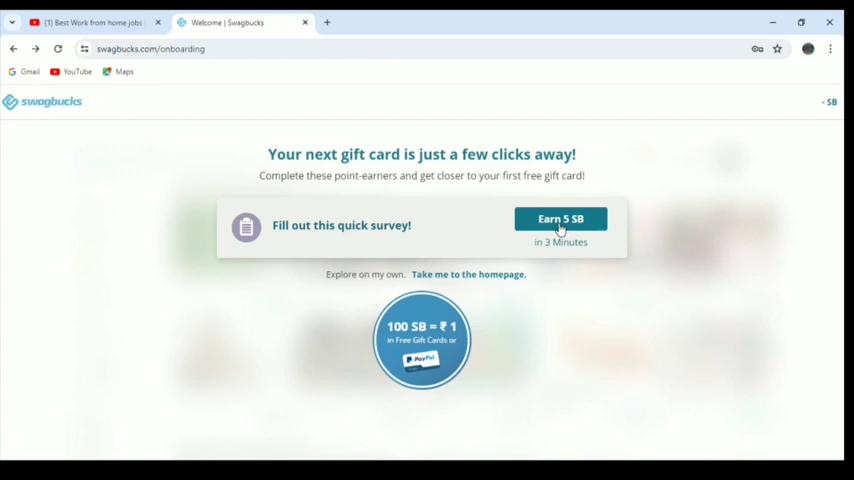 (1) Best Work from home jobs
Welcome | Swagbucks
swagbucks.com/onboarding
Gmail
YouTube
Maps
swagbucks
- SB
Your next gift card is just a few clicks away!
Complete these point-earners and get closer to your first free gift card!
Fill out this quick survey!
Earn 5 SB
in 3 Minutes
Explore on my own. Take me to the homepage.
100 SB = ₹ 1
in Free Gift Cards or
PayPal